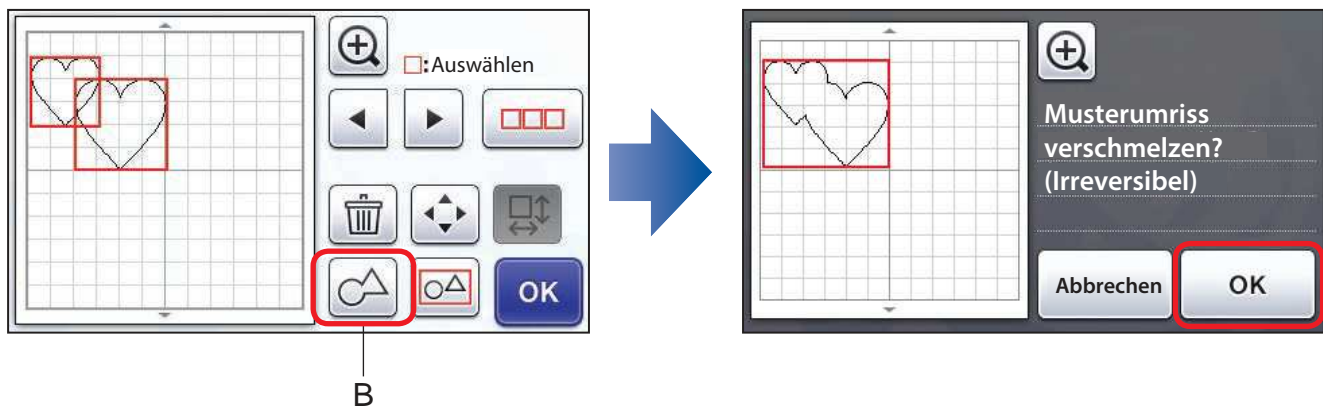 :Auswählen
OK
B
Musterumriss
verschmelzen?
(Irreversibel)
Abbrechen
OK